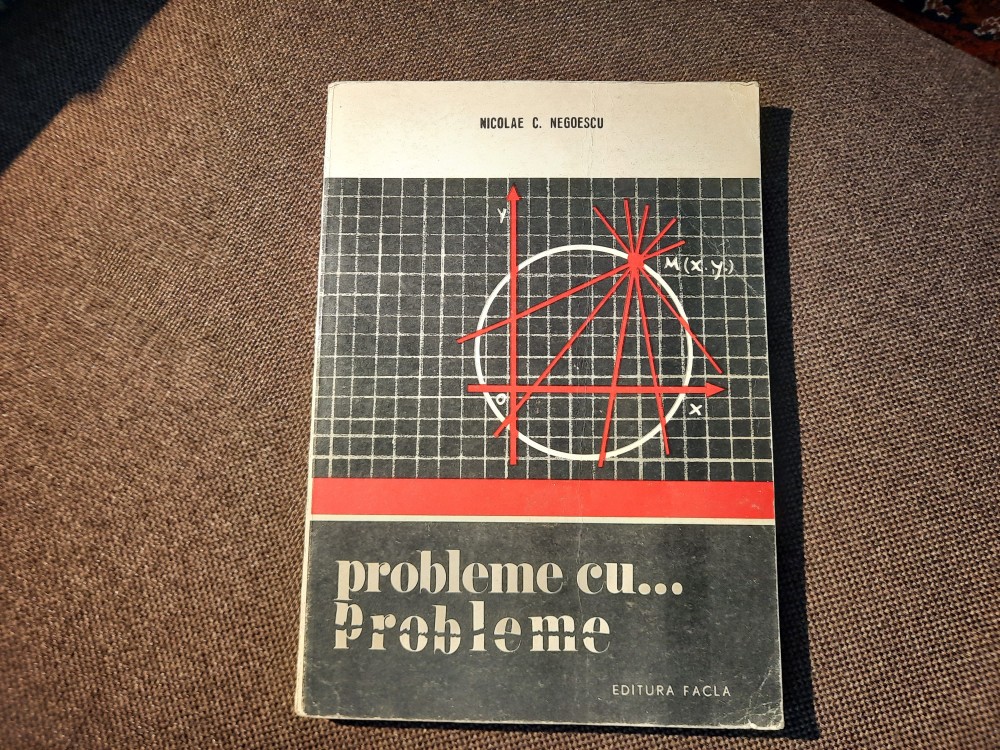 NICOLAE C. NEGOESCU
y
M(x.y.)
O
x
probleme cu...
Probleme
EDITURA FACLA